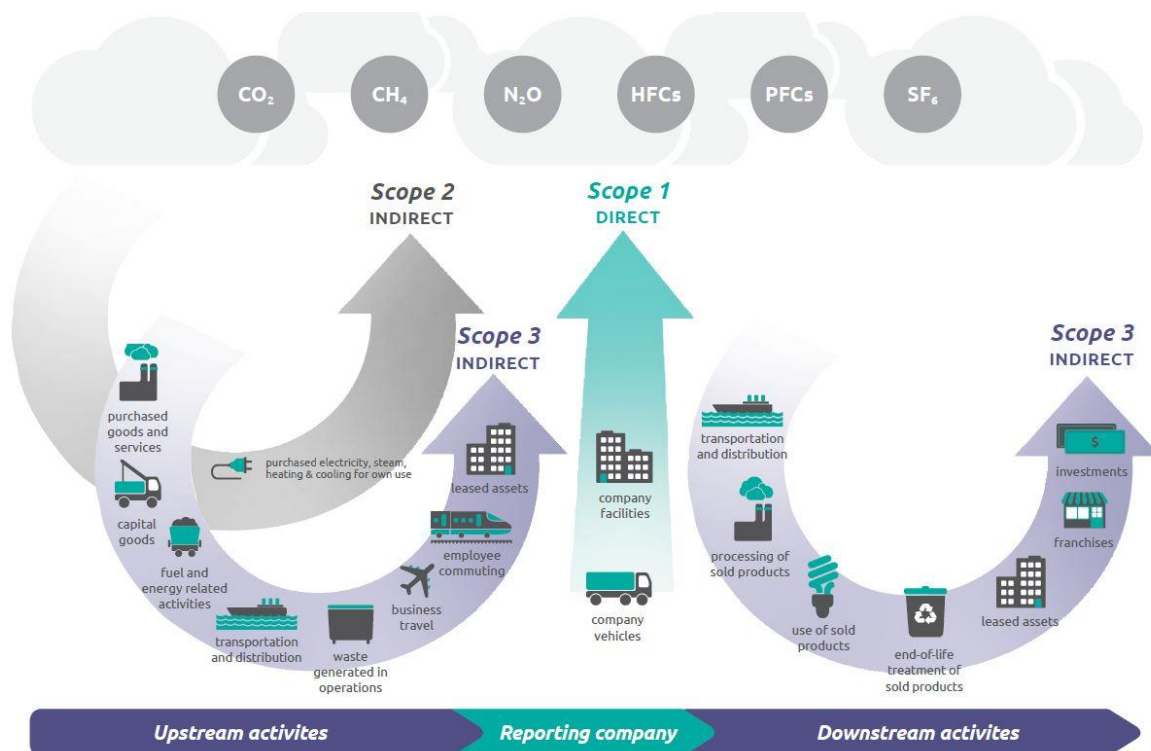 CO₂
CH₄
N₂O
HFCs
PFCs
SF₆
Scope 2
INDIRECT
Scope 1
DIRECT
Scope 3
INDIRECT
Scope 3
INDIRECT
purchased
goods and
services
capital
goods
fuel and
energy related
activities
transportation
and distribution
waste
generated in
operations
business
travel
employee
commuting
leased assets
purchased electricity, steam,
heating & cooling for own use
company
facilities
company
vehicles
transportation
and distribution
processing of
sold products
use of sold
products
end-of-life
treatment of
sold products
leased assets
franchises
$
investments
Upstream activites
Reporting company
Downstream activites